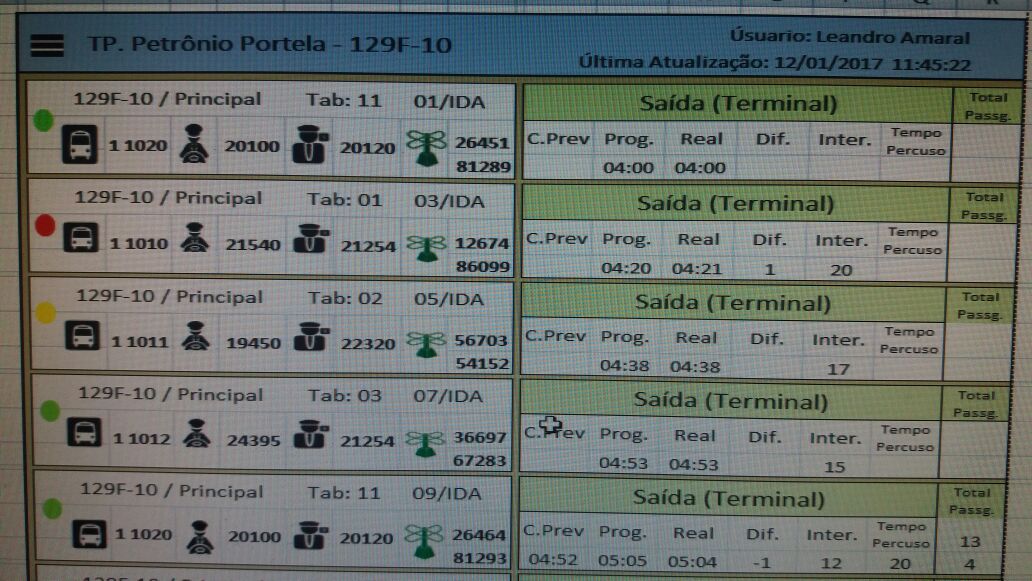 TP. Petrônio Portela - 129F-10
Úsuario: Leandro Amaral
Última Atualização: 12/01/2017 11:45:22
129F-10 / Principal Tab: 11 01/IDA
1 1020 20100 20120 26451
81289
Saída (Terminal) Total Passg.
C.Prev Prog. Real Dif. Inter. Tempo Percuso
04:00 04:00
129F-10 / Principal Tab: 01 03/IDA
1 1010 21540 21254 12674
86099
Saída (Terminal) Total Passg.
C.Prev Prog. Real Dif. Inter. Tempo Percuso
04:20 04:21 1 20
129F-10 / Principal Tab: 02 05/IDA
1 1011 19450 22320 56703
54152
Saída (Terminal) Total Passg.
C.Prev Prog. Real Dif. Inter. Tempo Percuso
04:38 04:38 17
129F-10 / Principal Tab: 03 07/IDA
1 1012 24395 21254 36697
67283
Saída (Terminal) Total Passg.
C.Prev Prog. Real Dif. Inter. Tempo Percuso
04:53 04:53 15
129F-10 / Principal Tab: 11 09/IDA
1 1020 20100 20120 26464
81293
Saída (Terminal) Total Passg.
C.Prev Prog. Real Dif. Inter. Tempo Percuso 13
04:52 05:05 05:04 -1 12 20 4